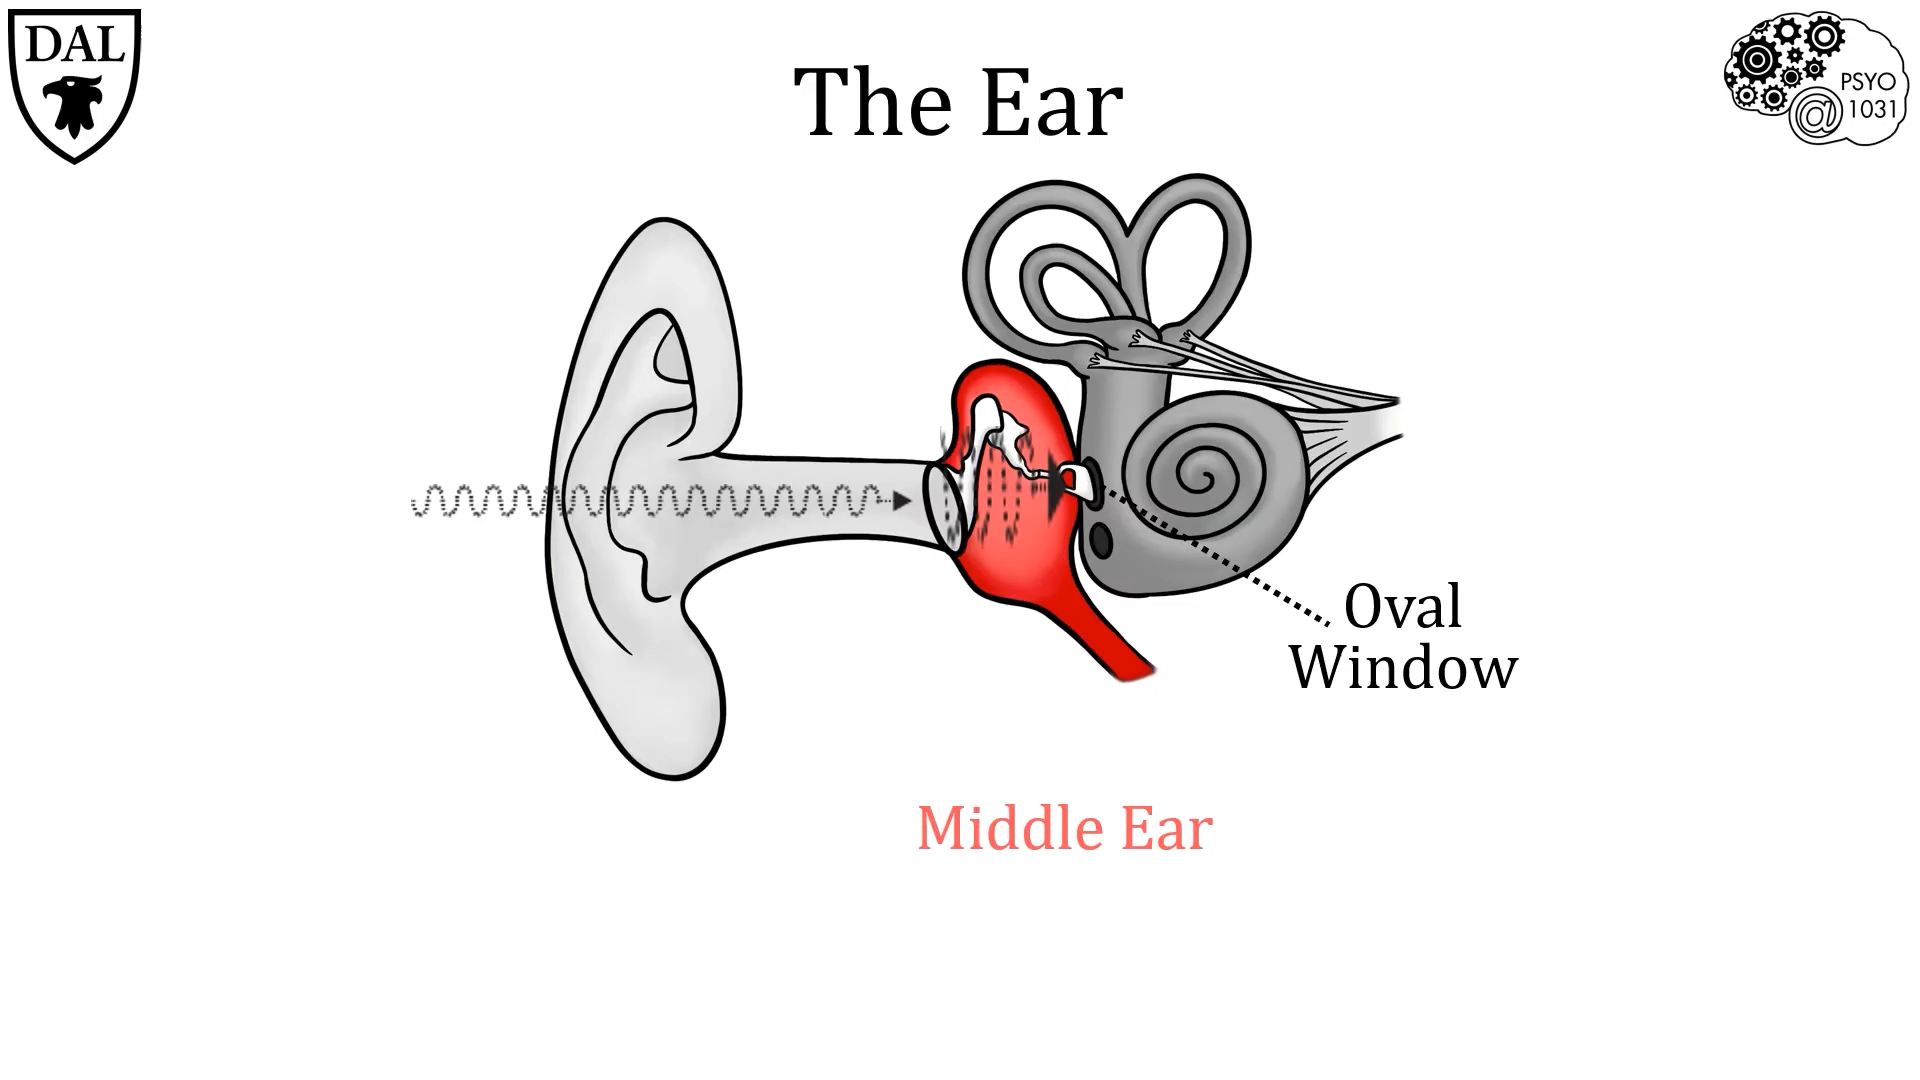 DAL
The Ear
PSYO
@ 1031
Oval
Window
Middle Ear